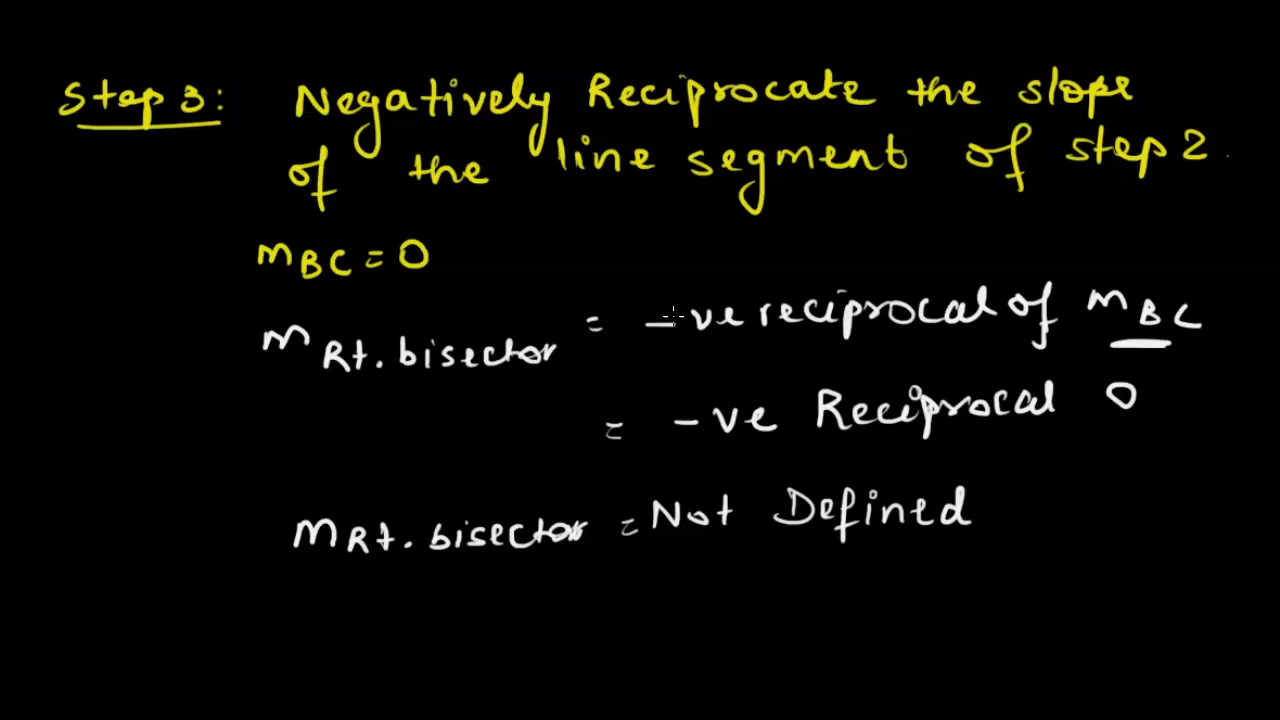 Step 3: Negatively Reciprocate the slope
of the line segment of step 2.
mBC = 0
mRt. bisector = -ve reciprocal of mBC
= -ve Reciprocal 0
mRt. bisector = Not Defined